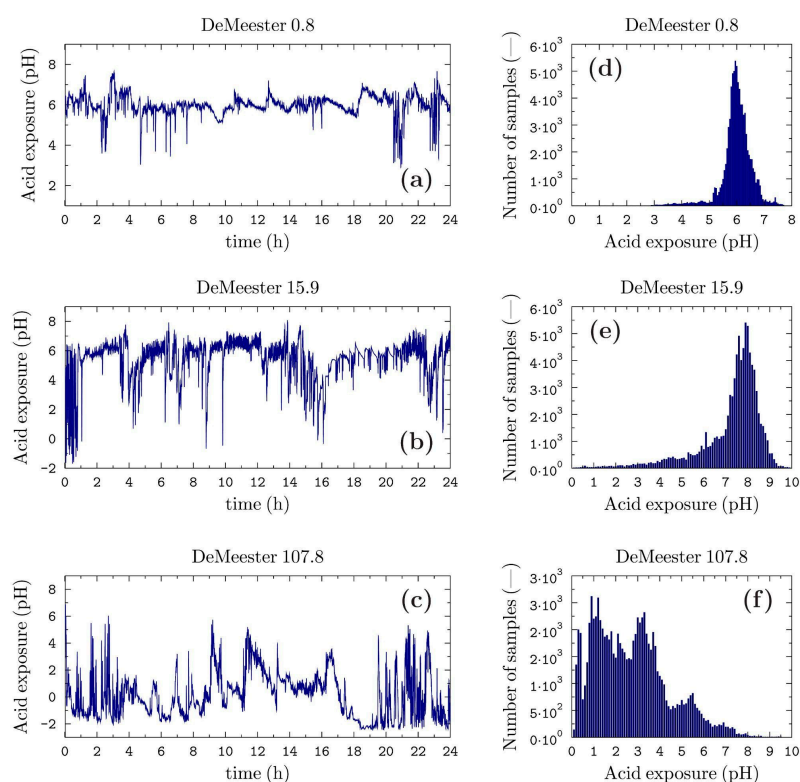 DeMeester 0.8
Acid exposure (pH)
8
6
4
2
(a)
0 2 4 6 8 10 12 14 16 18 20 22 24
time (h)
DeMeester 0.8
Number of samples (—)
6·10³
5·10³
4·10³
3·10³
2·10³
1·10³
0·10⁰
(d)
0 1 2 3 4 5 6 7 8
Acid exposure (pH)
DeMeester 15.9
Acid exposure (pH)
8
6
4
2
0
−2
(b)
0 2 4 6 8 10 12 14 16 18 20 22 24
time (h)
DeMeester 15.9
Number of samples (—)
6·10³
5·10³
4·10³
3·10³
2·10³
1·10³
0·10⁰
(e)
0 1 2 3 4 5 6 7 8 9 10
Acid exposure (pH)
DeMeester 107.8
Acid exposure (pH)
8
6
4
2
0
−2
(c)
0 2 4 6 8 10 12 14 16 18 20 22 24
time (h)
DeMeester 107.8
Number of samples (—)
3·10³
2·10³
2·10³
2·10³
1·10³
5·10²
0·10⁰
(f)
0 1 2 3 4 5 6 7 8 9 10
Acid exposure (pH)